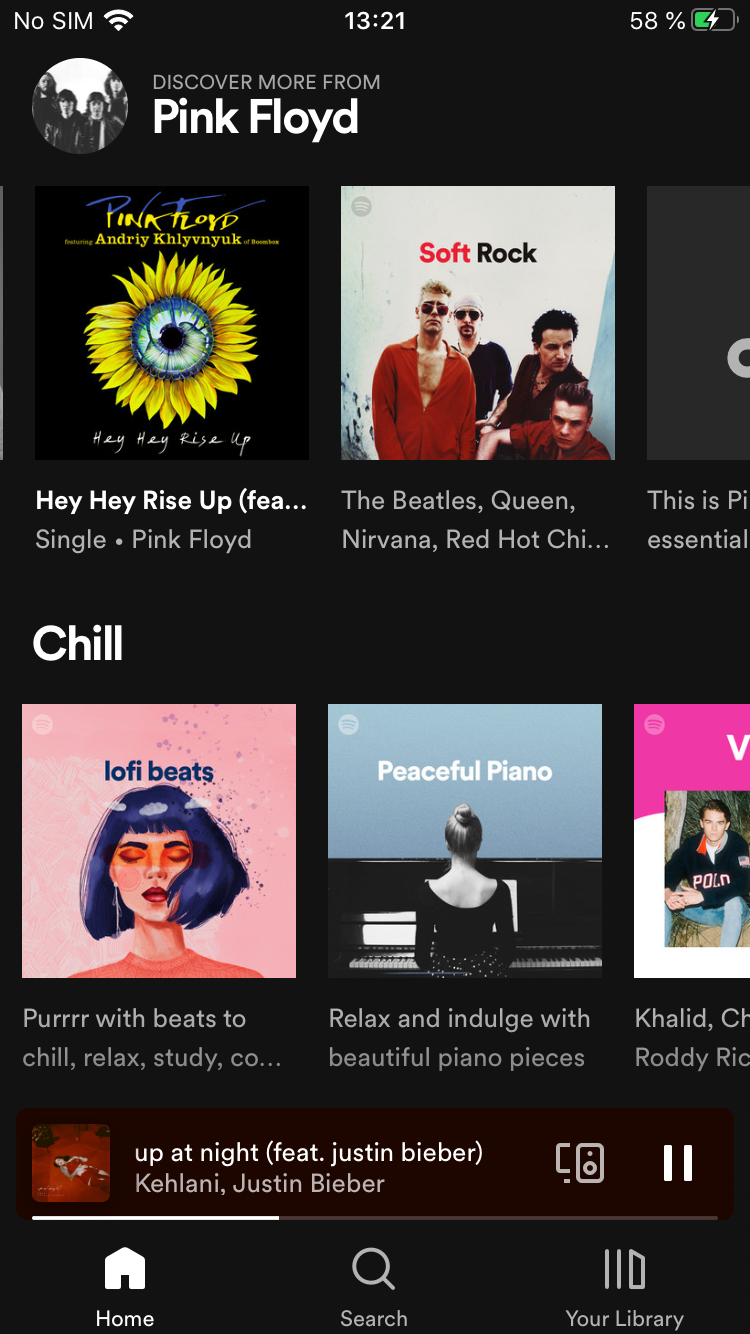 No SIM 13:21 58 %
DISCOVER MORE FROM
Pink Floyd
PINK FLOYD
featuring Andriy Khlyvnyuk of Boombox
Hey Hey Rise Up
Soft Rock
Hey Hey Rise Up (fea...
Single • Pink Floyd
The Beatles, Queen,
Nirvana, Red Hot Chi...
This is Pi
essential
Chill
lofi beats
Peaceful Piano
V
POLO
Purrrr with beats to
chill, relax, study, co...
Relax and indulge with
beautiful piano pieces
Khalid, Ch
Roddy Ric
up at night (feat. justin bieber)
Kehlani, Justin Bieber
Home
Search
Your Library